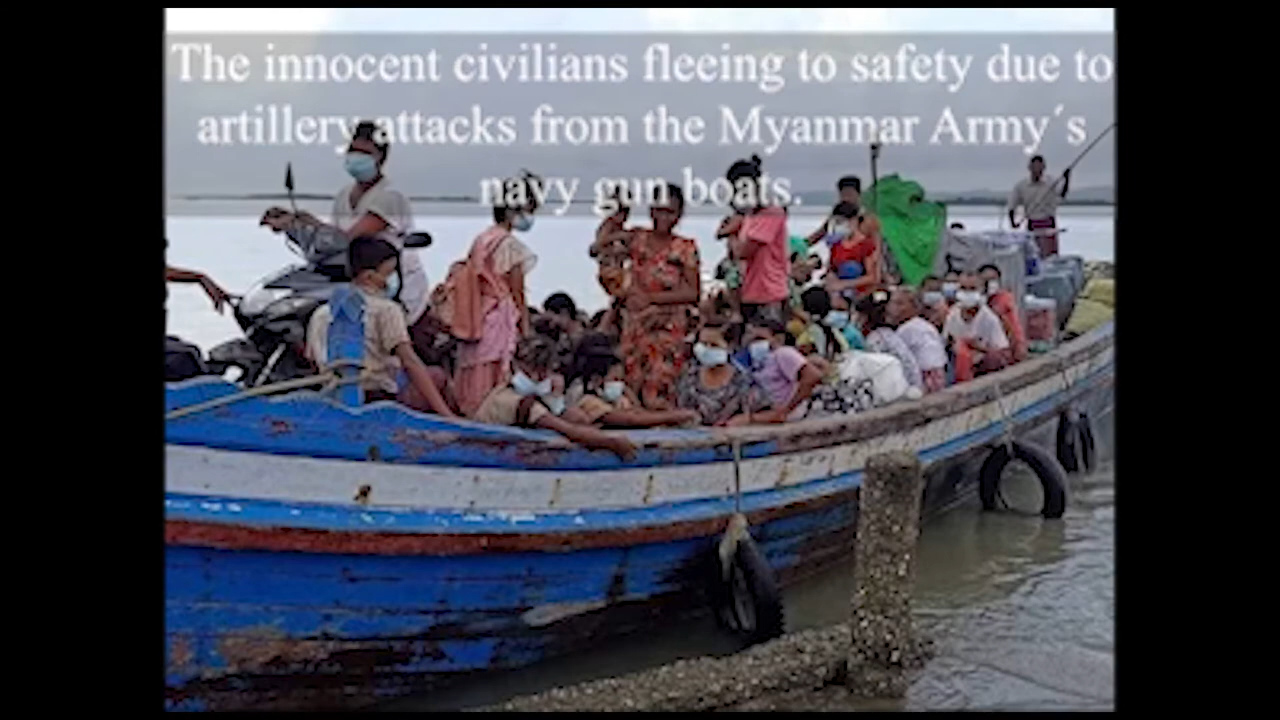 The innocent civilians fleeing to safety due to
artillery attacks from the Myanmar Army´s
navy gun boats.